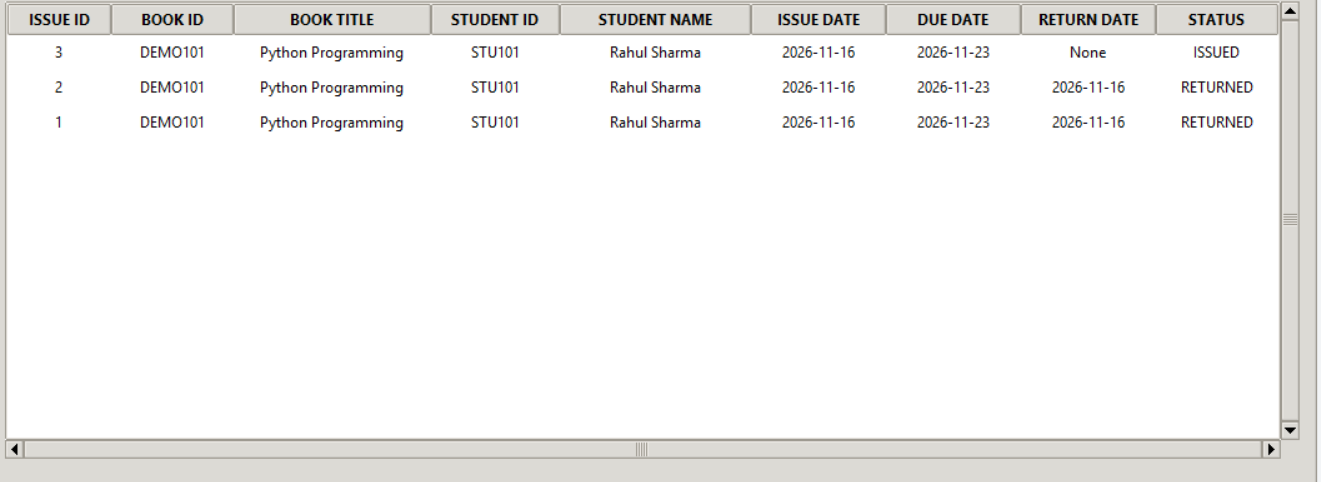 ISSUE ID BOOK ID BOOK TITLE STUDENT ID STUDENT NAME ISSUE DATE DUE DATE RETURN DATE STATUS
3 DEMO101 Python Programming STU101 Rahul Sharma 2026-11-16 2026-11-23 None ISSUED
2 DEMO101 Python Programming STU101 Rahul Sharma 2026-11-16 2026-11-23 2026-11-16 RETURNED
1 DEMO101 Python Programming STU101 Rahul Sharma 2026-11-16 2026-11-23 2026-11-16 RETURNED